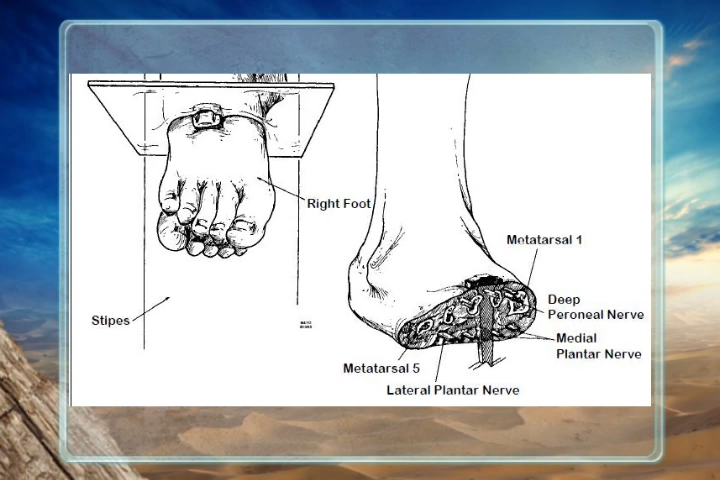 Right Foot
Stipes
Metatarsal 1
Deep
Peroneal Nerve
Medial
Plantar Nerve
Metatarsal 5
Lateral Plantar Nerve